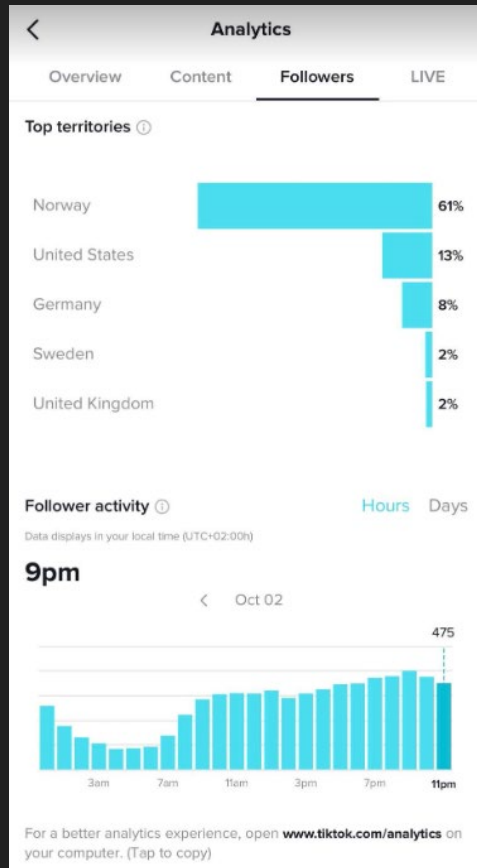 Analytics
Overview Content Followers LIVE
Top territories
Norway 61%
United States 13%
Germany 8%
Sweden 2%
United Kingdom 2%
Follower activity Hours Days
Data displays in your local time (UTC+02:00h)
9pm
Oct 02
475
3am 7am 11am 3pm 7pm 11pm
For a better analytics experience, open www.tiktok.com/analytics on
your computer. (Tap to copy)